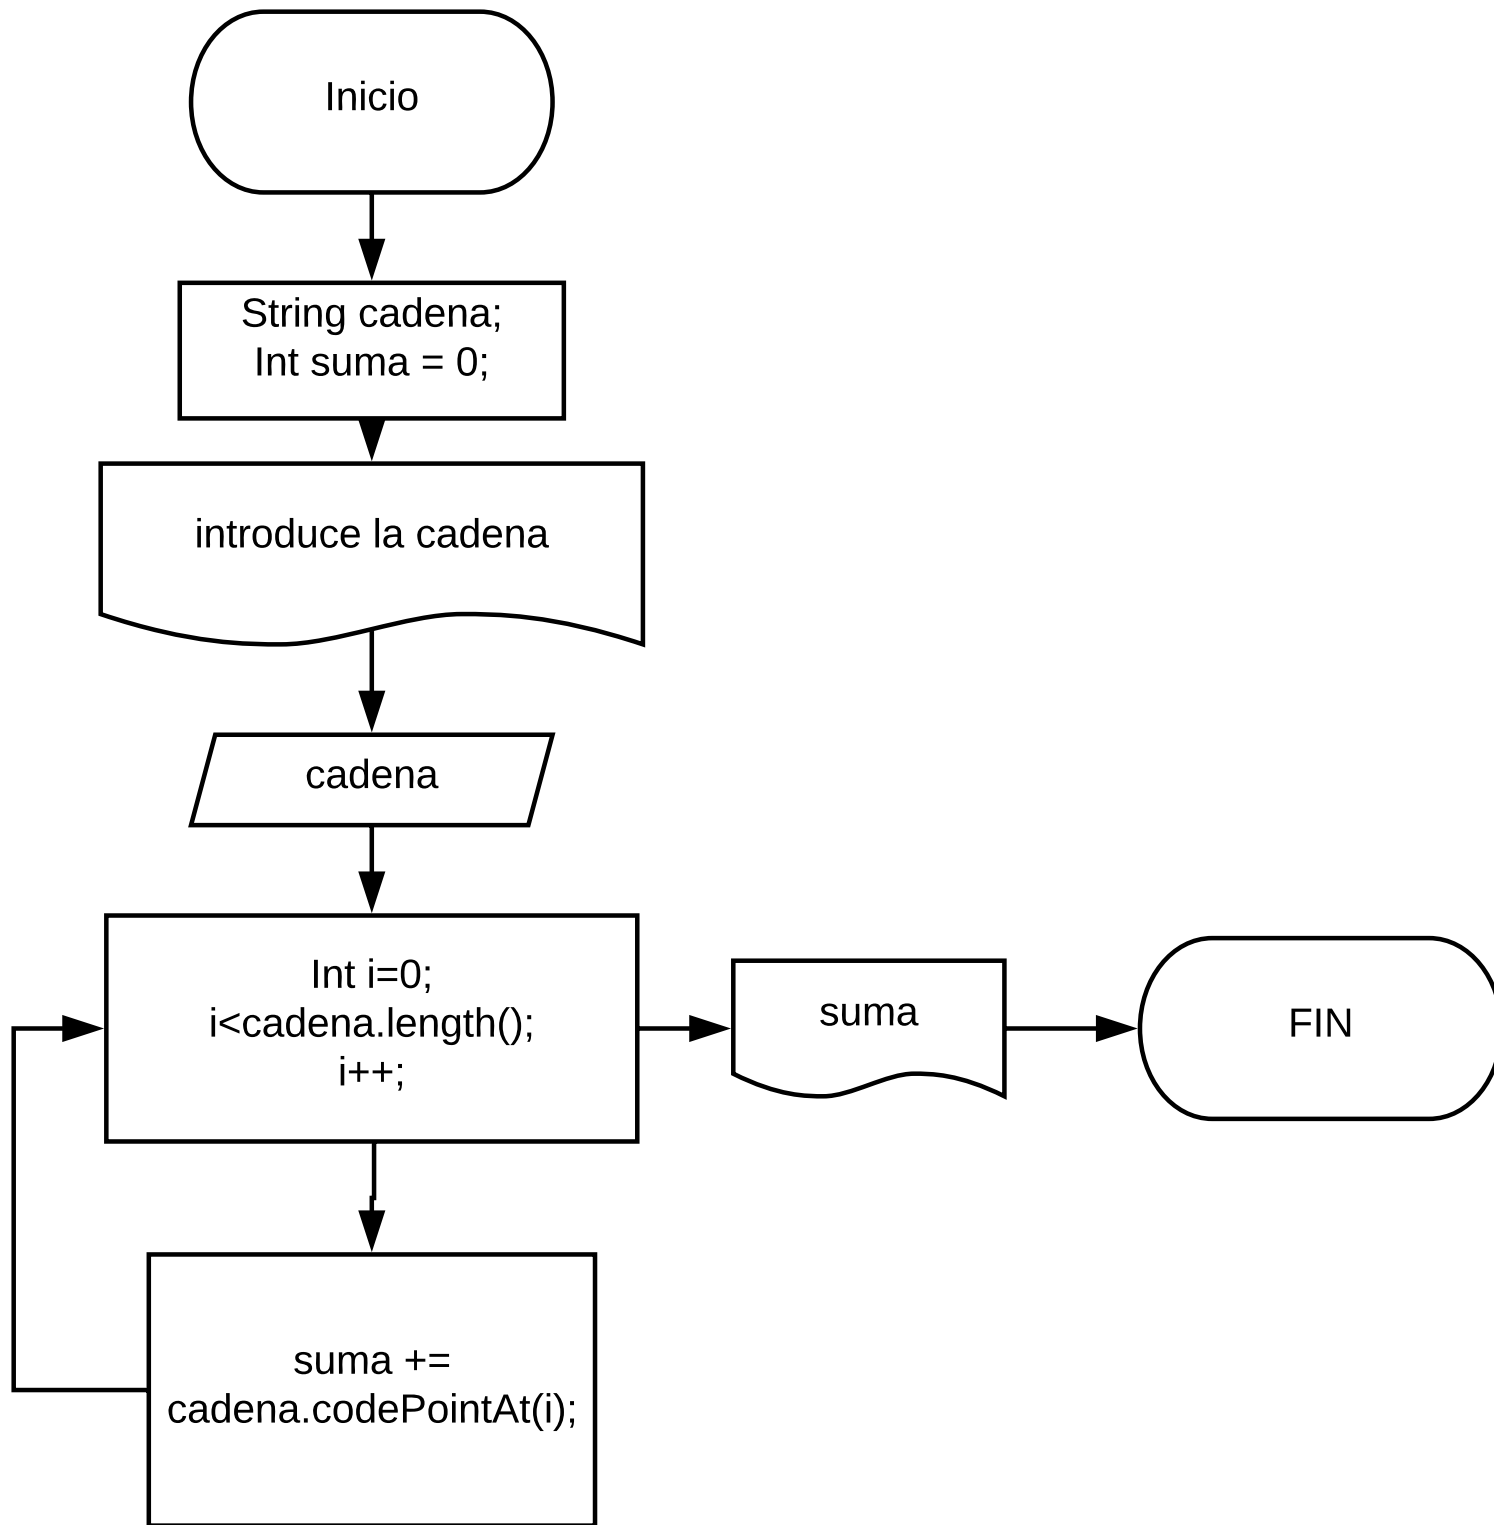 Inicio
String cadena;
Int suma = 0;
introduce la cadena
cadena
Int i=0;
i<cadena.length();
i++;
suma
FIN
suma +=
cadena.codePointAt(i);